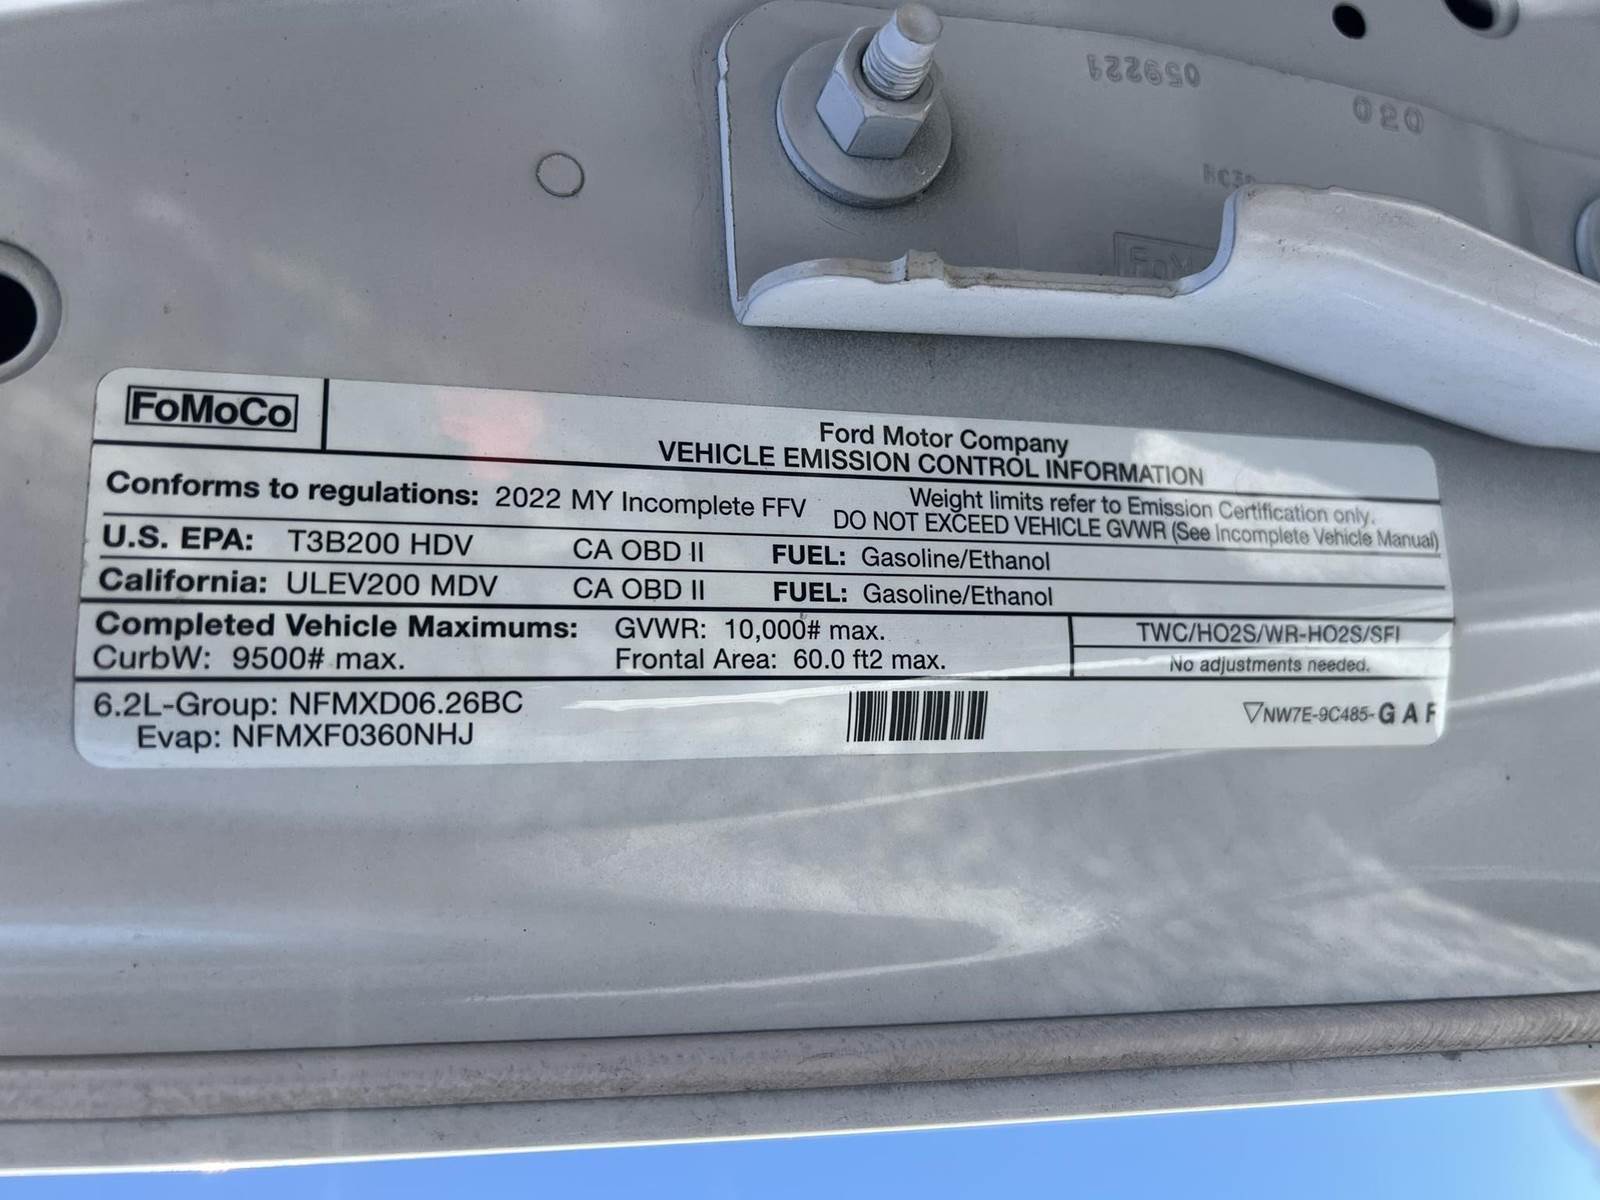 059221
030
FoMoCo
Ford Motor Company
VEHICLE EMISSION CONTROL INFORMATION
Conforms to regulations: 2022 MY Incomplete FFV
Weight limits refer to Emission Certification only.
DO NOT EXCEED VEHICLE GVWR (See Incomplete Vehicle Manual)
U.S. EPA: T3B200 HDV CA OBD II FUEL: Gasoline/Ethanol
California: ULEV200 MDV CA OBD II FUEL: Gasoline/Ethanol
Completed Vehicle Maximums: GVWR: 10,000# max.
CurbW: 9500# max. Frontal Area: 60.0 ft2 max.
TWC/HO2S/WR-HO2S/SFI
No adjustments needed.
6.2L-Group: NFMXD06.26BC
Evap: NFMXF0360NHJ
▽NW7E-9C485-G A F